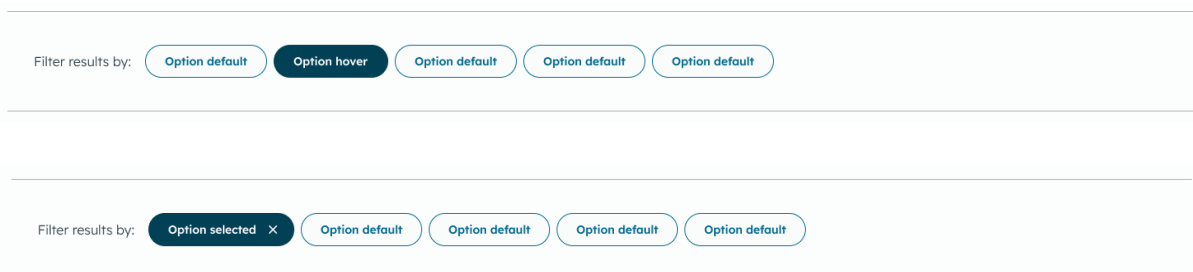 Filter results by: Option default Option hover Option default Option default Option default
Filter results by: Option selected × Option default Option default Option default Option default